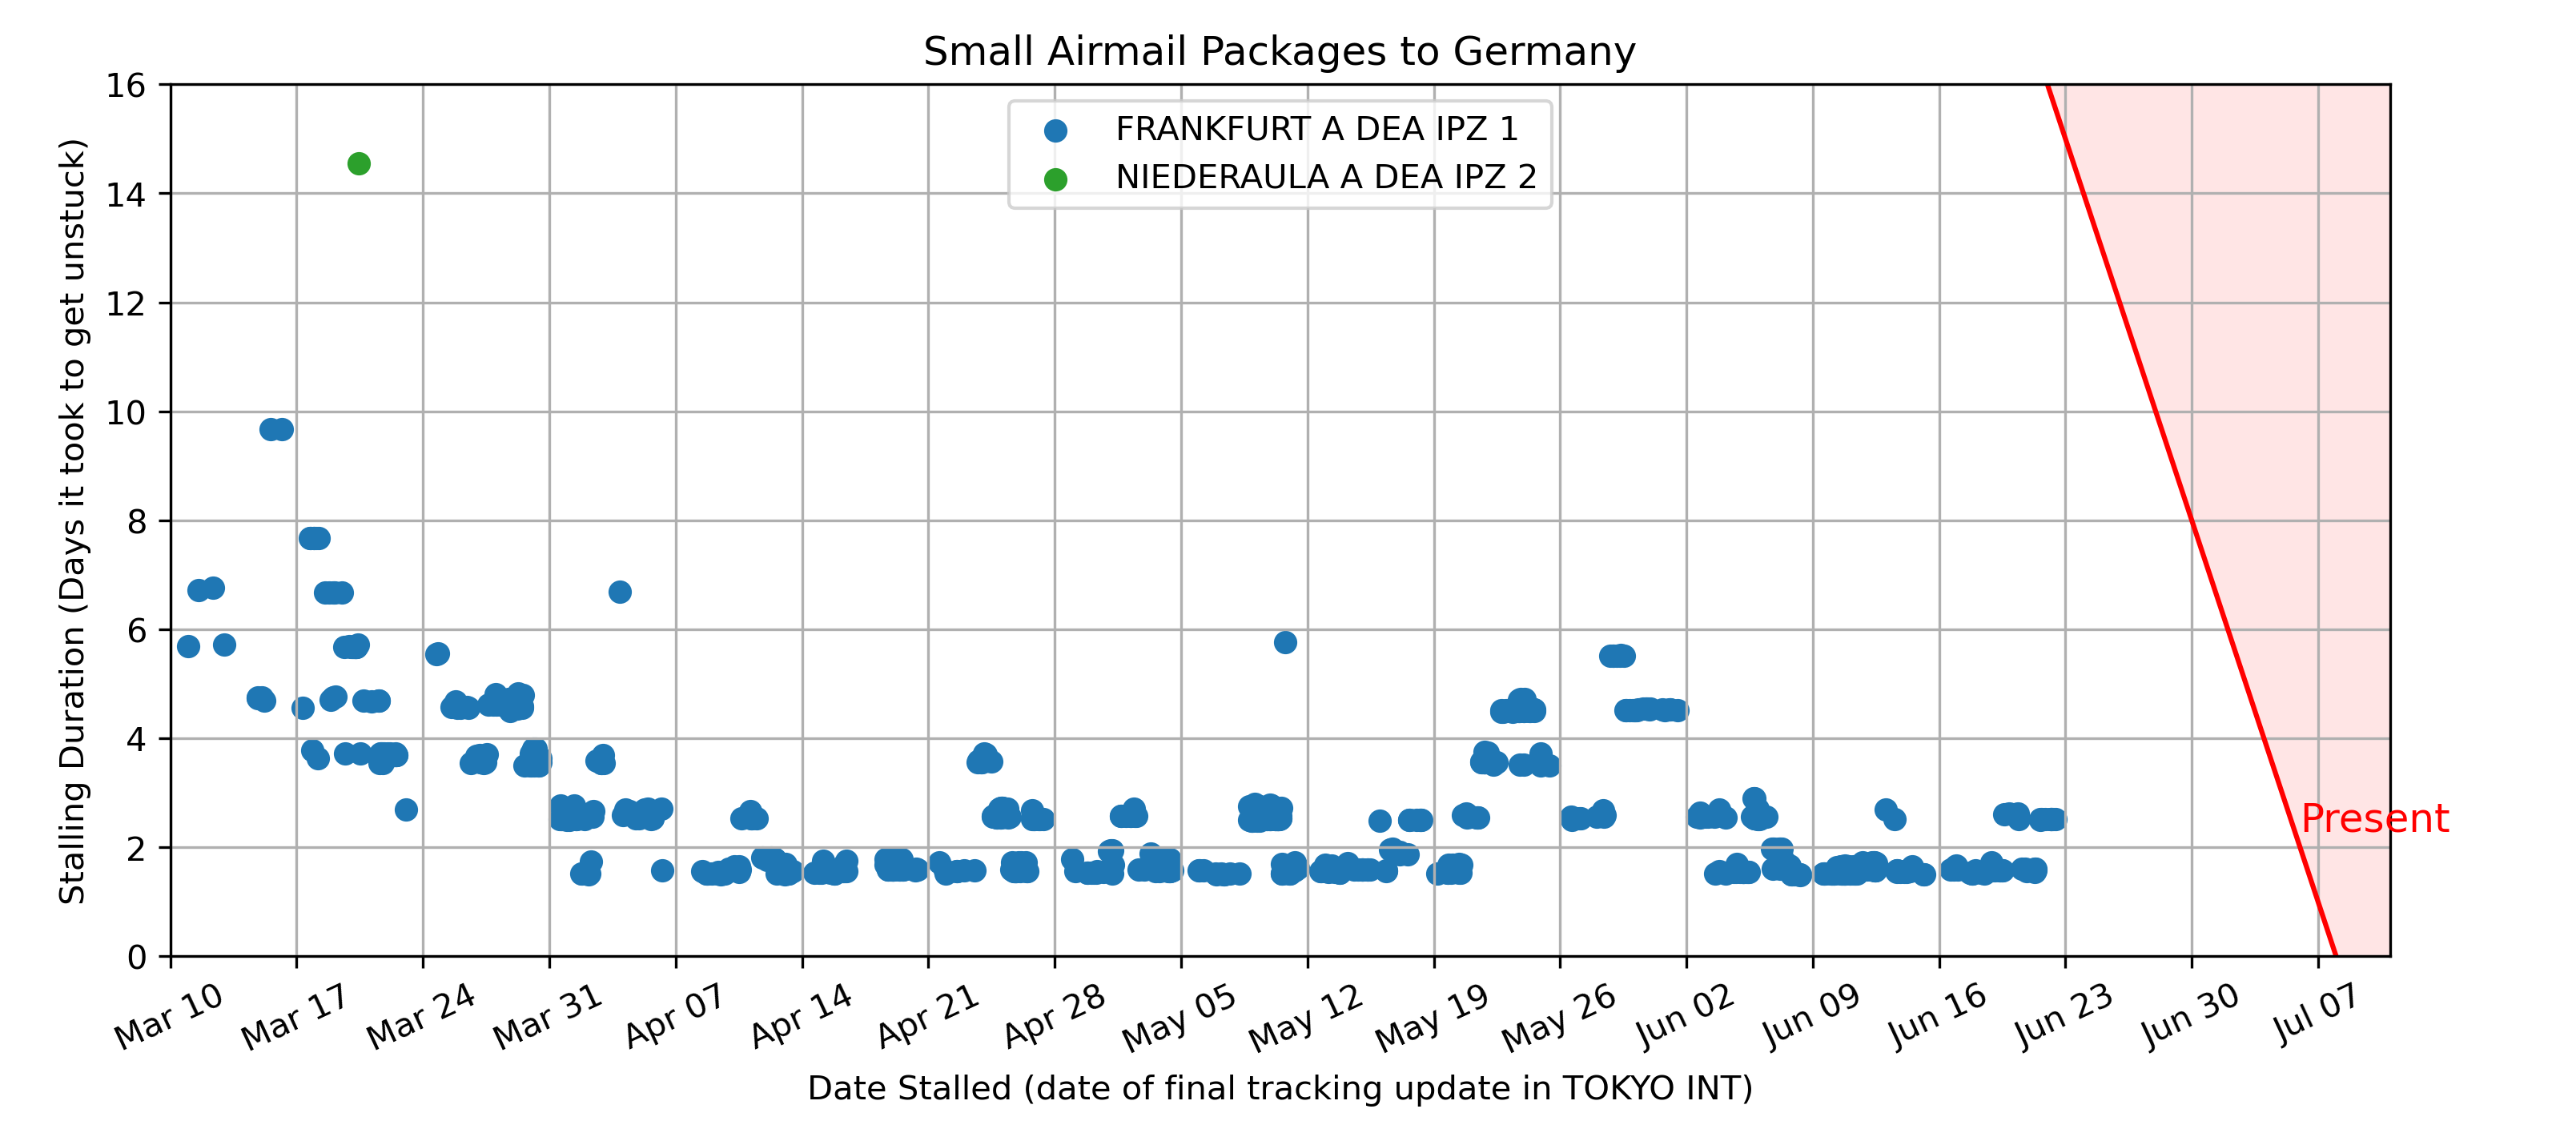 Small Airmail Packages to Germany
FRANKFURT A DEA IPZ 1
NIEDERAULA A DEA IPZ 2
Stalling Duration (Days it took to get unstuck)
16
14
12
10
8
6
4
2
0
Present
Mar 10
Mar 17
Mar 24
Mar 31
Apr 07
Apr 14
Apr 21
Apr 28
May 05
May 12
May 19
May 26
Jun 02
Jun 09
Jun 16
Jun 23
Jun 30
Jul 07
Date Stalled (date of final tracking update in TOKYO INT)